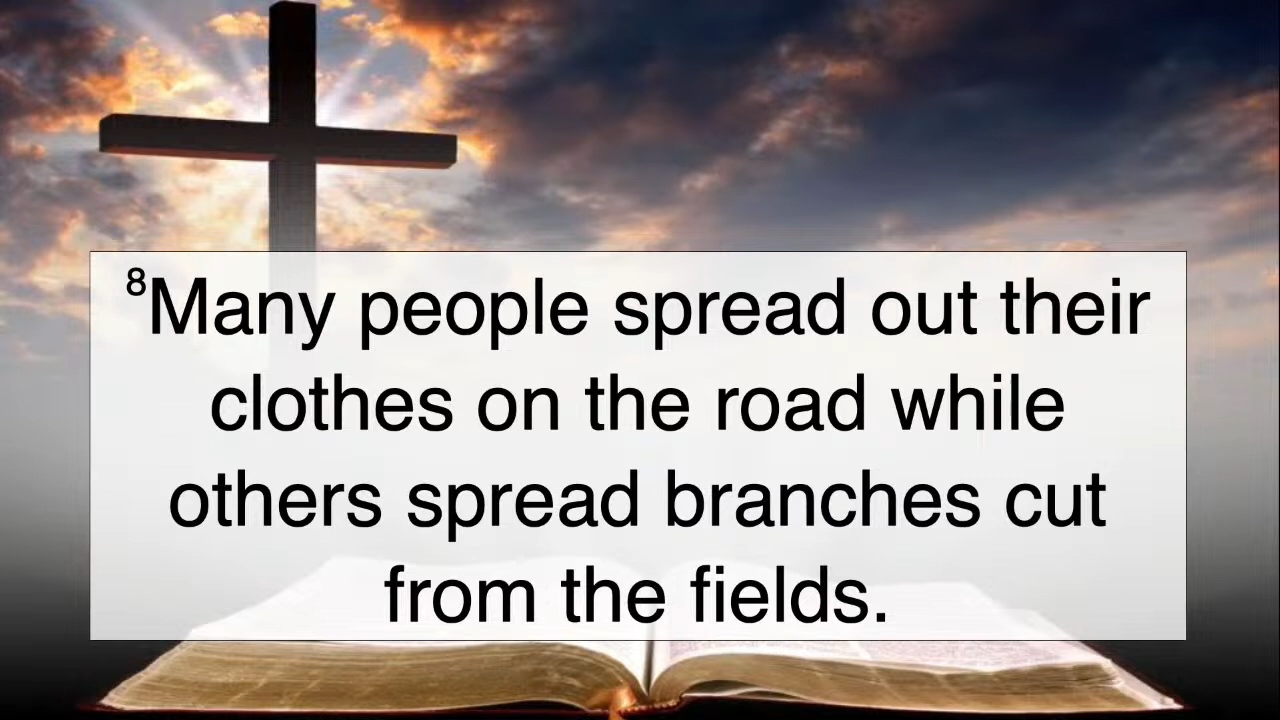 ⁸Many people spread out their
clothes on the road while
others spread branches cut
from the fields.